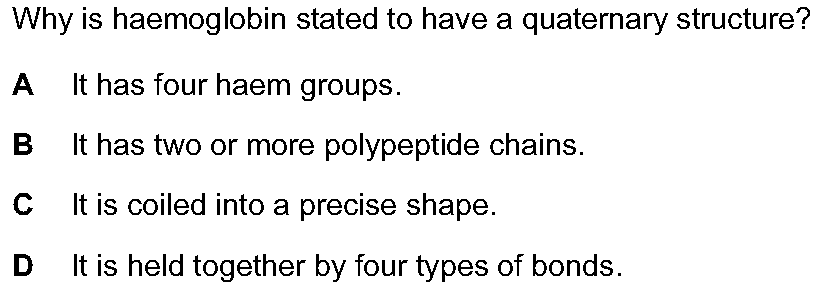 Why is haemoglobin stated to have a quaternary structure?
A It has four haem groups.
B It has two or more polypeptide chains.
C It is coiled into a precise shape.
D It is held together by four types of bonds.